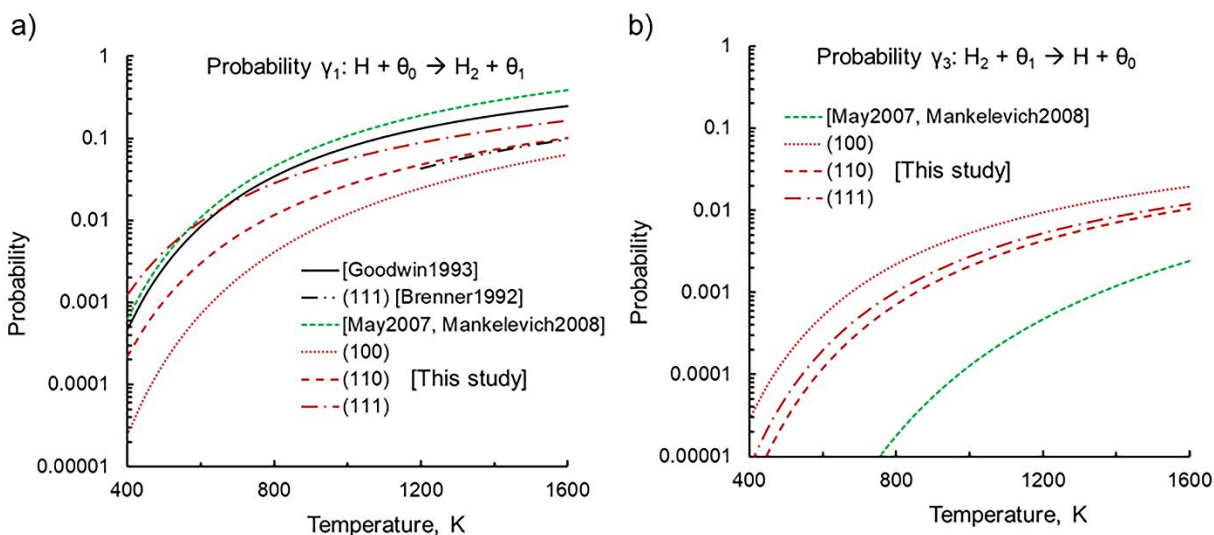 a)
Probability γ₁: H + θ₀ → H₂ + θ₁
1
0.1
0.01
0.001
0.0001
0.00001
Probability
[Goodwin1993]
(111) [Brenner1992]
[May2007, Mankelevich2008]
(100)
(110) [This study]
(111)
400 800 1200 1600
Temperature, K
b)
Probability γ₃: H₂ + θ₁ → H + θ₀
1
0.1
0.01
0.001
0.0001
0.00001
Probability
[May2007, Mankelevich2008]
(100)
(110) [This study]
(111)
400 800 1200 1600
Temperature, K